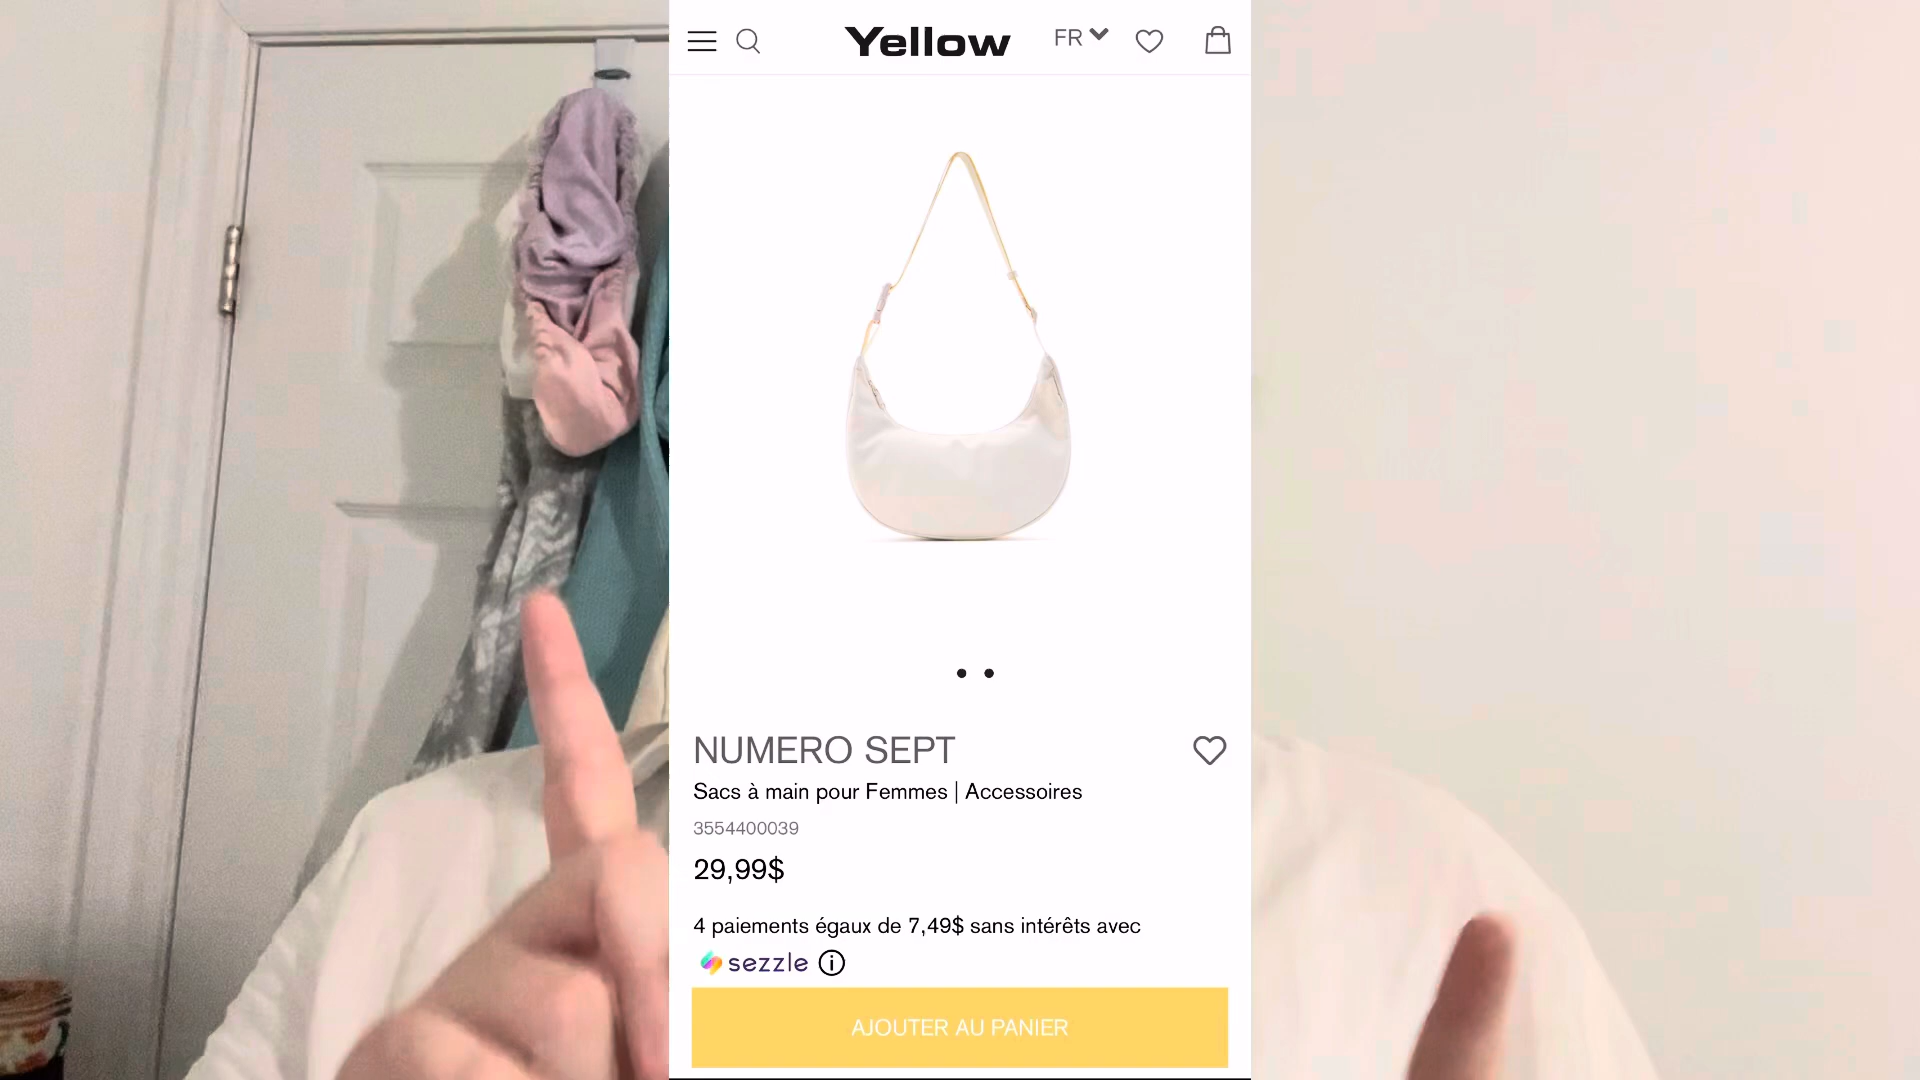 Yellow
FR
NUMERO SEPT
Sacs à main pour Femmes | Accessoires
3554400039
29,99$
4 paiements égaux de 7,49$ sans intérêts avec
sezzle
AJOUTER AU PANIER